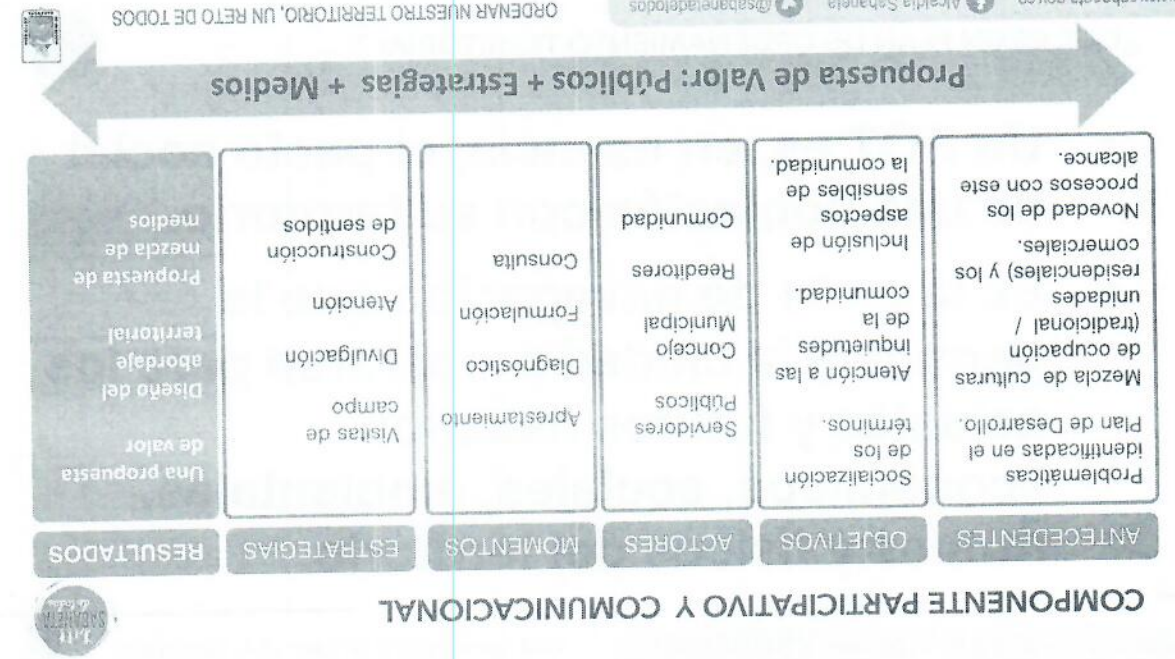 COMPONENTE PARTICIPATIVO Y COMUNICACIONAL
SABANETA
de todos
ANTECEDENTES
Problemáticas
identificadas en el
Plan de Desarrollo.
Mezcla de culturas
de ocupación
(tradicional /
unidades
residenciales) y los
comerciales.
Novedad de los
procesos con este
alcance.
OBJETIVOS
Socialización
de los
términos.
Atención a las
inquietudes
de la
comunidad.
Inclusión de
aspectos
sensibles de
la comunidad.
ACTORES
Servidores
Públicos
Concejo
Municipal
Reeditores
Comunidad
MOMENTOS
Aprestamiento
Diagnóstico
Formulación
Consulta
ESTRATEGIAS
Visitas de
campo
Divulgación
Atención
Construcción
de sentidos
RESULTADOS
Una propuesta
de valor
Diseño del
abordaje
territorial
Propuesta de
mezcla de
medios
Propuesta de Valor: Públicos + Estrategias + Medios
Alcaldía Sabaneta
@sabanetadetodos
ORDENAR NUESTRO TERRITORIO, UN RETO DE TODOS